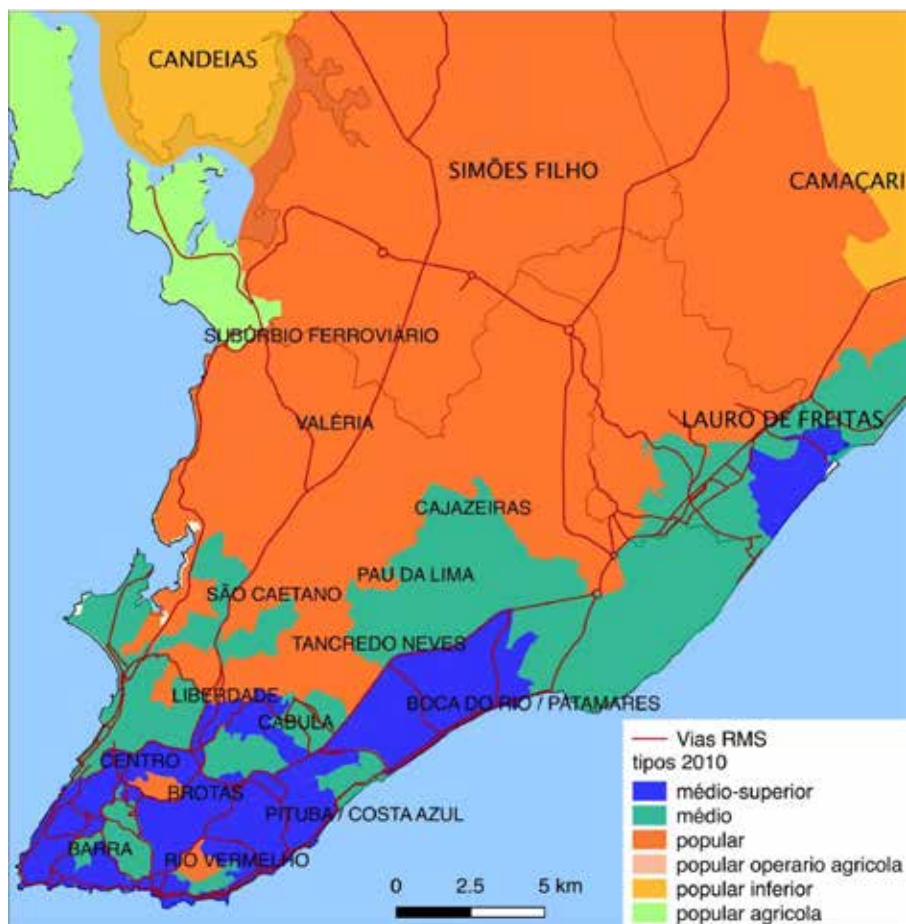 CANDEIAS
SIMÕES FILHO
CAMAÇARI
SUBÚRBIO FERROVIÁRIO
VALÉRIA
LAURO DE FREITAS
CAJAZEIRAS
PAU DA LIMA
SÃO CAETANO
TANCREDO NEVES
LIBERDADE
BOCA DO RIO / PATAMARES
CABULA
CENTRO
BROTAS
PITUBA / COSTA AZUL
BARRA
RIO VERMELHO
Vias RMS
tipos 2010
médio-superior
médio
popular
popular operario agricola
popular inferior
popular agricola
0 2.5 5 km